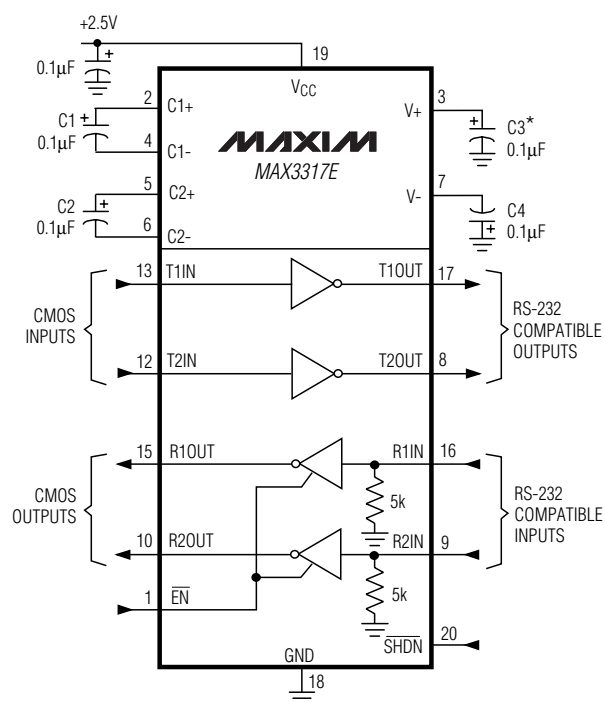 +2.5V
19
0.1µF
VCC
2
C1+
3
V+
C1
0.1µF
C3*
0.1µF
4
C1-
MAXIM
MAX3317E
5
C2+
7
V-
C2
0.1µF
C4
0.1µF
6
C2-
13
T1IN
T1OUT
17
CMOS
INPUTS
RS-232
COMPATIBLE
OUTPUTS
12
T2IN
T2OUT
8
15
R1OUT
R1IN
16
5k
CMOS
OUTPUTS
RS-232
COMPATIBLE
INPUTS
10
R2OUT
R2IN
9
5k
1
EN
SHDN
20
GND
18